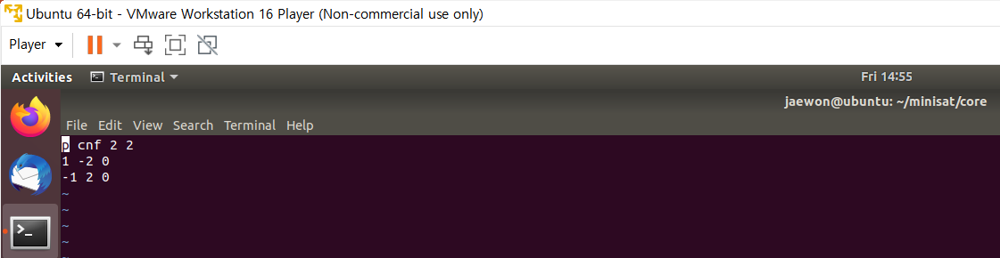 Ubuntu 64-bit - VMware Workstation 16 Player (Non-commercial use only)
Player
Activities Terminal Fri 14:55
jaewon@ubuntu: ~/minisat/core
File Edit View Search Terminal Help
p cnf 2 2
1 -2 0
-1 2 0
~
~
~
~
~